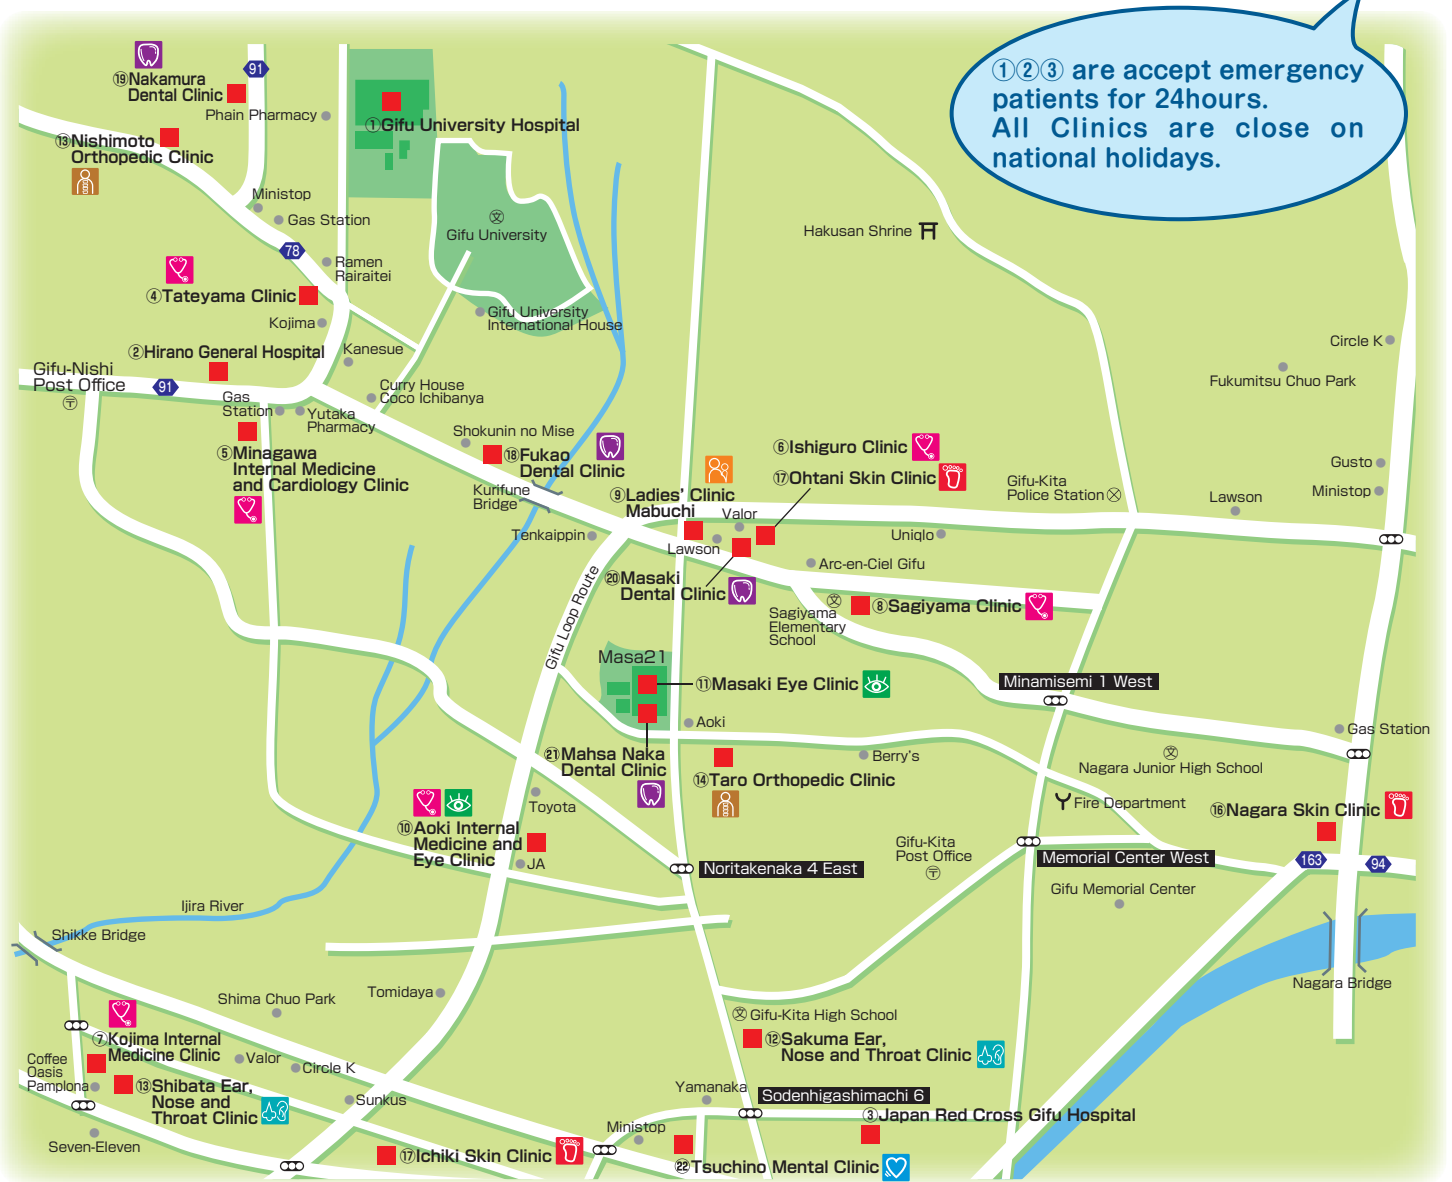 ①②③ are accept emergency
patients for 24hours.
All Clinics are close on
national holidays.
⑲Nakamura
Dental Clinic
91
Phain Pharmacy
⑬Nishimoto
Orthopedic Clinic
①Gifu University Hospital
Ministop
Gas Station
文
Gifu University
Hakusan Shrine
78
Ramen
Rairaitei
④Tateyama Clinic
Kojima
Gifu University
International House
②Hirano General Hospital
Kanesue
Circle K
Gifu-Nishi
Post Office
〒
91
Fukumitsu Chuo Park
Curry House
Coco Ichibanya
Gas
Station
Yutaka
Pharmacy
Shokunin no Mise
⑤Minagawa
Internal Medicine
and Cardiology Clinic
⑱Fukao
Dental Clinic
⑥Ishiguro Clinic
⑰Ohtani Skin Clinic
Gusto
Kurifune
Bridge
⑨Ladies' Clinic
Mabuchi
Gifu-Kita
Police Station
Ministop
Lawson
Valor
Tenkaippin
Lawson
Uniqlo
Arc-en-Ciel Gifu
⑳Masaki
Dental Clinic
Gifu Loop Route
文
Sagiyama
Elementary
School
⑧Sagiyama Clinic
Masa21
⑪Masaki Eye Clinic
Minamisemi 1 West
Aoki
Gas Station
㉑Mahsa Naka
Dental Clinic
Berry's
文
Nagara Junior High School
⑭Taro Orthopedic Clinic
Toyota
Fire Department
⑯Nagara Skin Clinic
⑩Aoki Internal
Medicine and
Eye Clinic
JA
Gifu-Kita
Post Office
〒
Noritakenaka 4 East
Memorial Center West
163
94
Gifu Memorial Center
Ijira River
Shikke Bridge
Nagara Bridge
Tomidaya
Shima Chuo Park
文Gifu-Kita High School
⑦Kojima Internal
Medicine Clinic
⑫Sakuma Ear,
Nose and Throat Clinic
Coffee
Oasis
Pamplona
Valor
Circle K
⑬Shibata Ear,
Nose and
Throat Clinic
Sunkus
Yamanaka
Sodenhigashimachi 6
③Japan Red Cross Gifu Hospital
Seven-Eleven
Ministop
⑰Ichiki Skin Clinic
㉒Tsuchino Mental Clinic